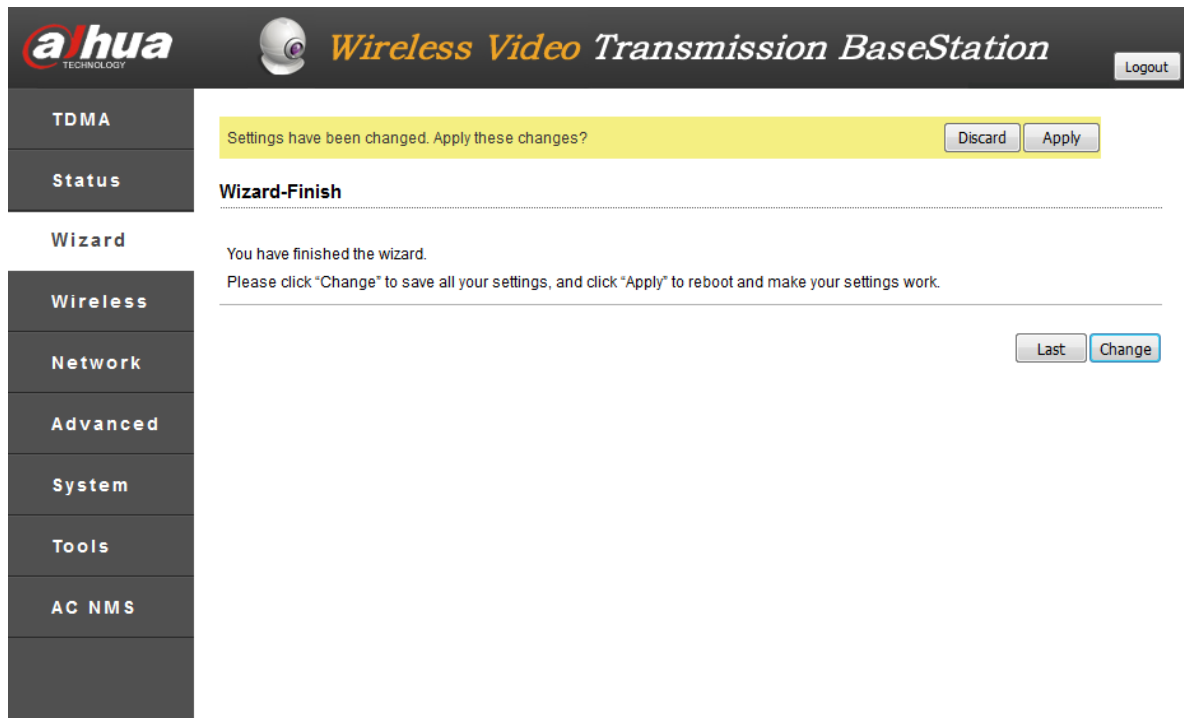 alhua
TECHNOLOGY
Wireless Video Transmission BaseStation
Logout
TDMA
Status
Wizard
Wireless
Network
Advanced
System
Tools
AC NMS
Settings have been changed. Apply these changes?
Discard
Apply
Wizard-Finish
You have finished the wizard.
Please click “Change” to save all your settings, and click “Apply” to reboot and make your settings work.
Last
Change